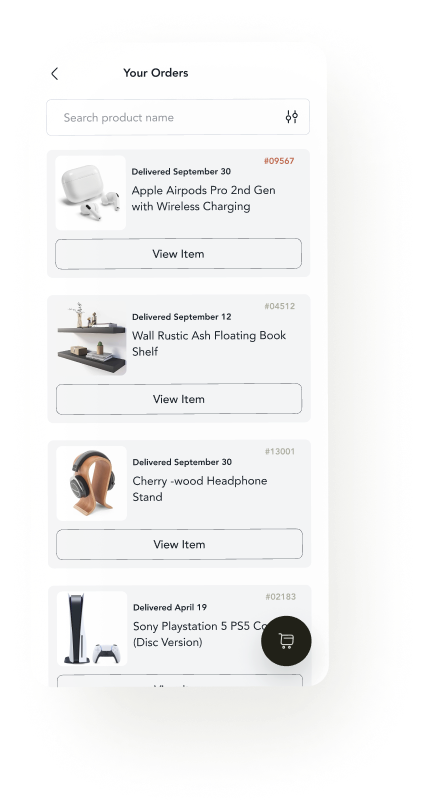 Your Orders
Search product name
#09567
Delivered September 30
Apple Airpods Pro 2nd Gen
with Wireless Charging
View Item
#04512
Delivered September 12
Wall Rustic Ash Floating Book
Shelf
View Item
#13001
Delivered September 30
Cherry -wood Headphone
Stand
View Item
#02183
Delivered April 19
Sony Playstation 5 PS5 Co
(Disc Version)